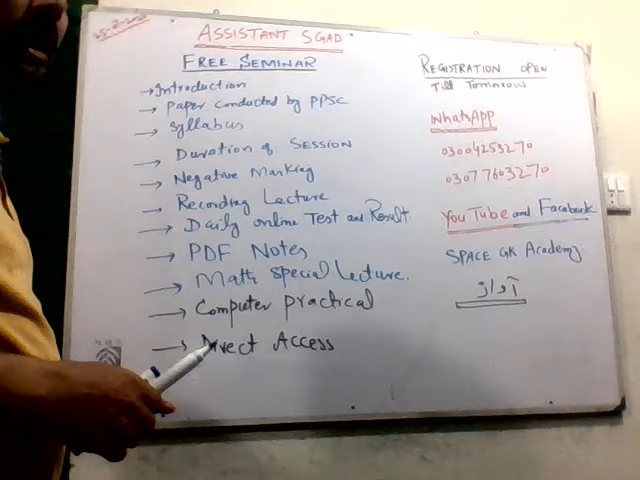 ASSISTANT SGAD
FREE SEMINAR
→ Introduction
→ Paper conducted by PPSC
→ Syllabus
→ Duration of SESSION
→ Negative Marking
→ Recording Lecture
→ Daily online Test and Result
→ PDF Notes
→ Math special Lecture.
→ Computer practical
→ Direct Access
REGISTRATION OPEN
Till Tomorrow
WhatsApp
03004253270
03077603270
YouTube and Facebook
SPACE GK Academy
آواز